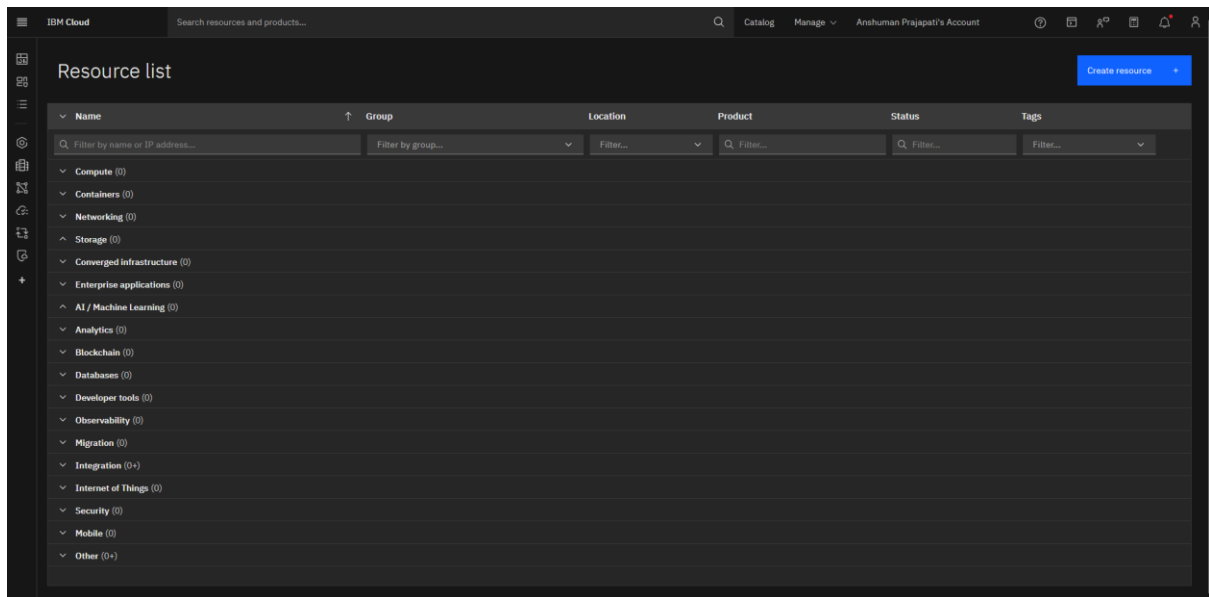 IBM Cloud Search resources and products... Catalog Manage Anshuman Prajapati's Account
Resource list
Create resource +
Name Group Location Product Status Tags
Filter by name or IP address... Filter by group... Filter... Filter... Filter... Filter...
Compute (0)
Containers (0)
Networking (0)
Storage (0)
Converged infrastructure (0)
Enterprise applications (0)
AI / Machine Learning (0)
Analytics (0)
Blockchain (0)
Databases (0)
Developer tools (0)
Observability (0)
Migration (0)
Integration (0+)
Internet of Things (0)
Security (0)
Mobile (0)
Other (0+)